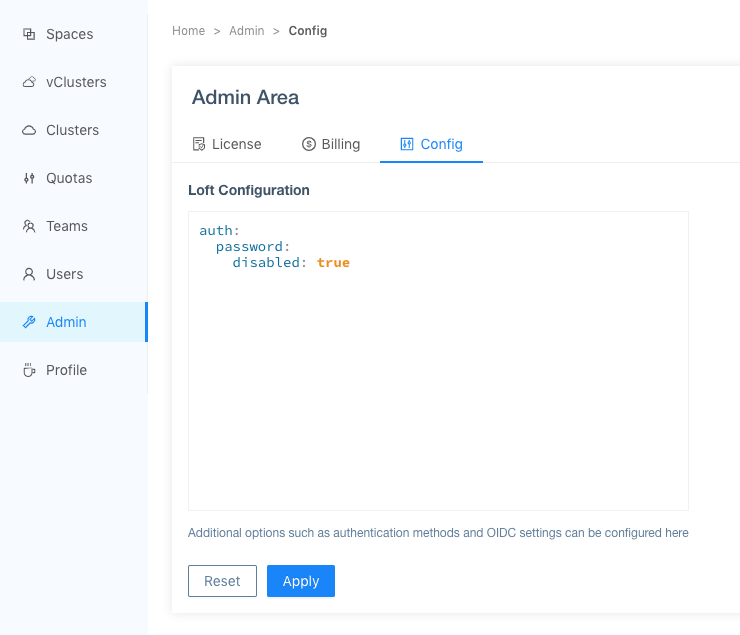 Spaces
vClusters
Clusters
Quotas
Teams
Users
Admin
Profile
Home > Admin > Config
Admin Area
License Billing Config
Loft Configuration
auth:
  password:
    disabled: true
Additional options such as authentication methods and OIDC settings can be configured here
Reset Apply